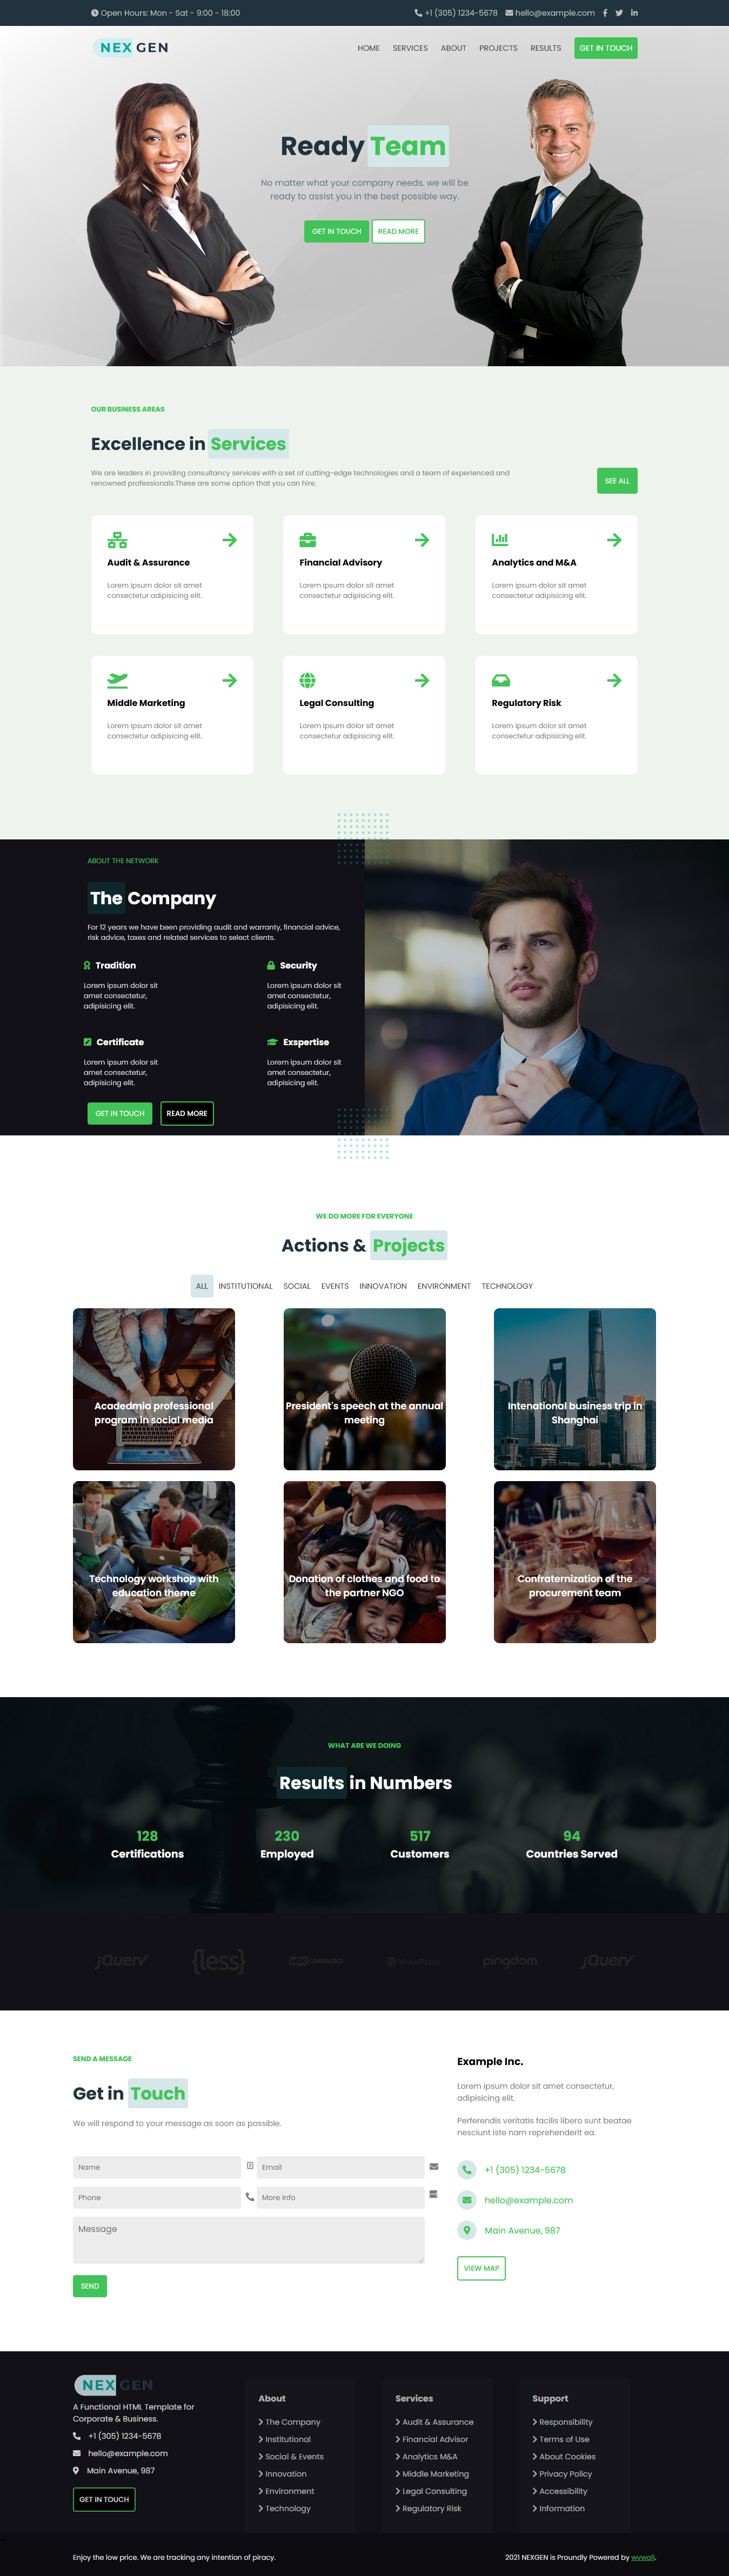 Open Hours: Mon - Sat - 9:00 - 18:00
+1 (305) 1234-5678 hello@example.com
NEX GEN
HOME SERVICES ABOUT PROJECTS RESULTS GET IN TOUCH
Ready Team
No matter what your company needs. we will be
ready to assist you in the best possible way.
GET IN TOUCH READ MORE
OUR BUSINESS AREAS
Excellence in Services
We are leaders in providing consultancy services with a set of cutting-edge technologies and a team of experienced and
renowned professionals.These are some option that you can hire.
SEE ALL
Audit & Assurance
Lorem ipsum dolor sit amet
consectetur adipisicing elit.
Financial Advisory
Lorem ipsum dolor sit amet
consectetur adipisicing elit.
Analytics and M&A
Lorem ipsum dolor sit amet
consectetur adipisicing elit.
Middle Marketing
Lorem ipsum dolor sit amet
consectetur adipisicing elit.
Legal Consulting
Lorem ipsum dolor sit amet
consectetur adipisicing elit.
Regulatory Risk
Lorem ipsum dolor sit amet
consectetur adipisicing elit.
ABOUT THE NETWORK
The Company
For 12 years we have been providing audit and warranty, financial advice,
risk advice, taxes and related services to select clients.
Tradition
Lorem ipsum dolor sit
amet consectetur,
adipisicing elit.
Security
Lorem ipsum dolor sit
amet consectetur,
adipisicing elit.
Certificate
Lorem ipsum dolor sit
amet consectetur,
adipisicing elit.
Exspertise
Lorem ipsum dolor sit
amet consectetur,
adipisicing elit.
GET IN TOUCH READ MORE
WE DO MORE FOR EVERYONE
Actions & Projects
ALL INSTITUTIONAL SOCIAL EVENTS INNOVATION ENVIRONMENT TECHNOLOGY
Acadedmia professional
program in social media
President's speech at the annual
meeting
Intenational business trip in
Shanghai
Technology workshop with
education theme
Donation of clothes and food to
the partner NGO
Confraternization of the
procurement team
WHAT ARE WE DOING
Results in Numbers
128
Certifications
230
Employed
517
Customers
94
Countries Served
jQuery {less} WooCommerce WordPress pingdom jQuery
SEND A MESSAGE
Get in Touch
We will respond to your message as soon as possible.
Name
Email
Phone
More Info
Message
SEND
Example Inc.
Lorem ipsum dolor sit amet consectetur,
adipisicing elit.
Perferendis veritatis facilis libero sunt beatae
nesciunt iste nam reprehenderit ea.
+1 (305) 1234-5678
hello@example.com
Main Avenue, 987
VIEW MAP
NEX GEN
A Functional HTML Template for
Corporate & Business.
+1 (305) 1234-5678
hello@example.com
Main Avenue, 987
GET IN TOUCH
About
The Company
Institutional
Social & Events
Innovation
Environment
Technology
Services
Audit & Assurance
Financial Advisor
Analytics M&A
Middle Marketing
Legal Consulting
Regulatory Risk
Support
Responsibility
Terms of Use
About Cookies
Privacy Policy
Accessibility
Information
Enjoy the low price. We are tracking any intention of piracy.
2021 NEXGEN is Proundly Powered by wvwall.